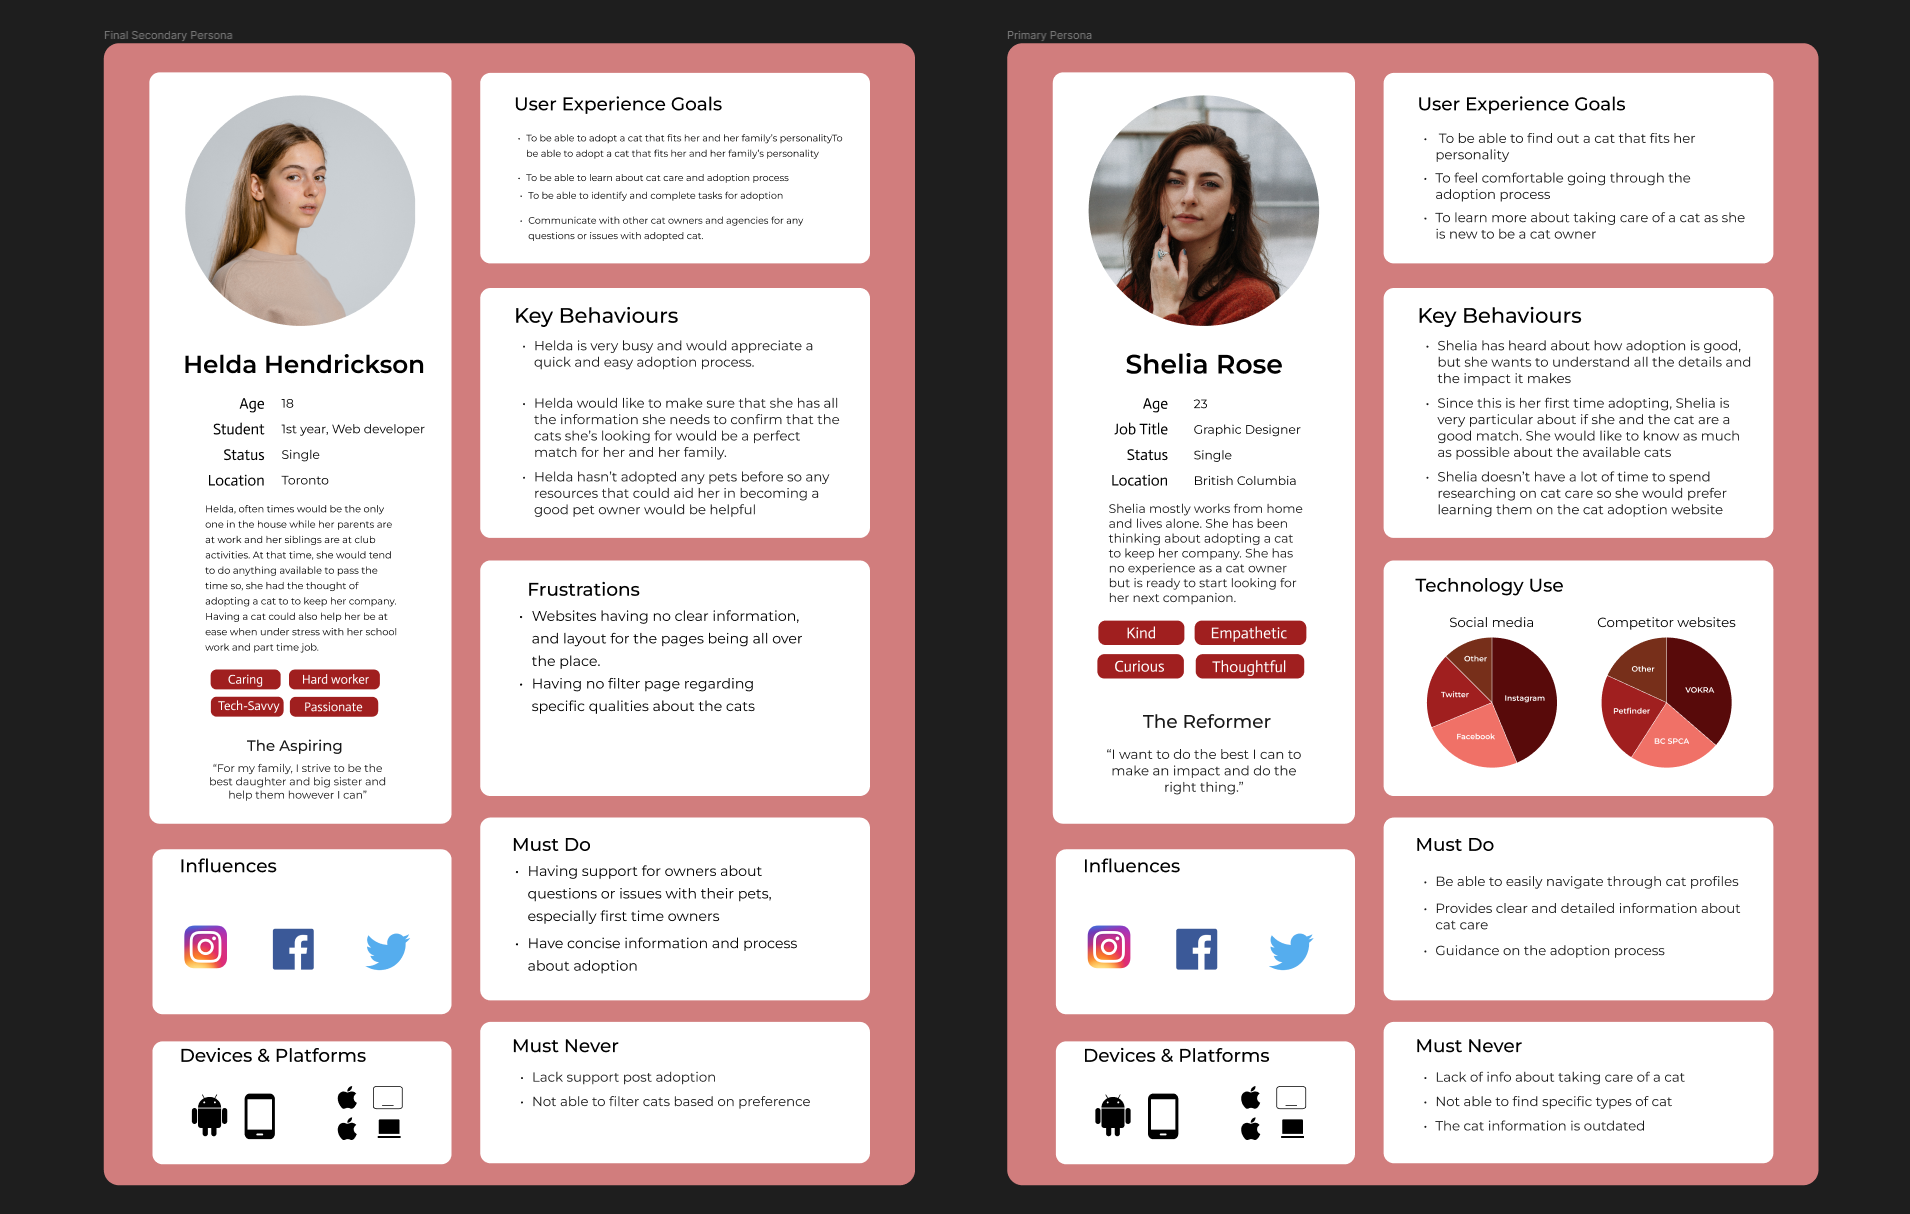 Final Secondary Persona
Helda Hendrickson
Age 18
Student 1st year, Web developer
Status Single
Location Toronto
Helda, often times would be the only
one in the house while her parents are
at work and her siblings are at club
activities. At that time, she would tend
to do anything available to pass the
time so, she had the thought of
adopting a cat to to keep her company.
Having a cat could also help her be at
ease when under stress with her school
work and part time job.
Caring Hard worker
Tech-Savvy Passionate
The Aspiring
“For my family, I strive to be the
best daughter and big sister and
help them however I can”
Influences
Devices & Platforms
User Experience Goals
• To be able to adopt a cat that fits her and her family’s personalityTo
be able to adopt a cat that fits her and her family’s personality
• To be able to learn about cat care and adoption process
• To be able to identify and complete tasks for adoption
• Communicate with other cat owners and agencies for any
questions or issues with adopted cat.
Key Behaviours
• Helda is very busy and would appreciate a
quick and easy adoption process.
• Helda would like to make sure that she has all
the information she needs to confirm that the
cats she’s looking for would be a perfect
match for her and her family.
• Helda hasn’t adopted any pets before so any
resources that could aid her in becoming a
good pet owner would be helpful
Frustrations
• Websites having no clear information,
and layout for the pages being all over
the place.
• Having no filter page regarding
specific qualities about the cats
Must Do
• Having support for owners about
questions or issues with their pets,
especially first time owners
• Have concise information and process
about adoption
Must Never
• Lack support post adoption
• Not able to filter cats based on preference
Primary Persona
Shelia Rose
Age 23
Job Title Graphic Designer
Status Single
Location British Columbia
Shelia mostly works from home
and lives alone. She has been
thinking about adopting a cat
to keep her company. She has
no experience as a cat owner
but is ready to start looking for
her next companion.
Kind Empathetic
Curious Thoughtful
The Reformer
“I want to do the best I can to
make an impact and do the
right thing.”
Influences
Devices & Platforms
User Experience Goals
• To be able to find out a cat that fits her
personality
• To feel comfortable going through the
adoption process
• To learn more about taking care of a cat as she
is new to be a cat owner
Key Behaviours
• Shelia has heard about how adoption is good,
but she wants to understand all the details and
the impact it makes
• Since this is her first time adopting, Shelia is
very particular about if she and the cat are a
good match. She would like to know as much
as possible about the available cats
• Shelia doesn’t have a lot of time to spend
researching on cat care so she would prefer
learning them on the cat adoption website
Technology Use
Social media
Other
Instagram
Twitter
Facebook
Competitor websites
Other
VOKRA
Petfinder
BC SPCA
Must Do
• Be able to easily navigate through cat profiles
• Provides clear and detailed information about
cat care
• Guidance on the adoption process
Must Never
• Lack of info about taking care of a cat
• Not able to find specific types of cat
• The cat information is outdated